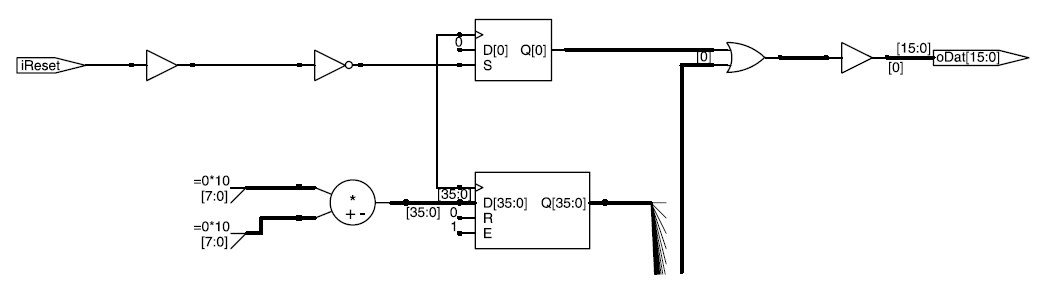 0
D[0] Q[0]
S
iReset
[0]
[15:0]
oDat[15:0]
[0]
=0*10
[7:0]
=0*10
[7:0]
*
+ -
[35:0]
[35:0]
D[35:0] Q[35:0]
0
R
1
E